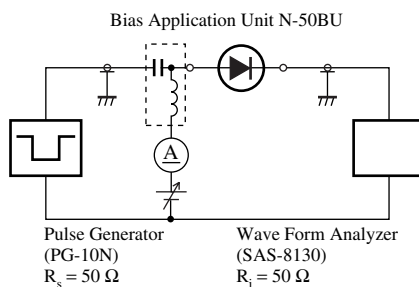 Bias Application Unit N-50BU
A
Pulse Generator
(PG-10N)
Rs = 50 Ω
Wave Form Analyzer
(SAS-8130)
Ri = 50 Ω